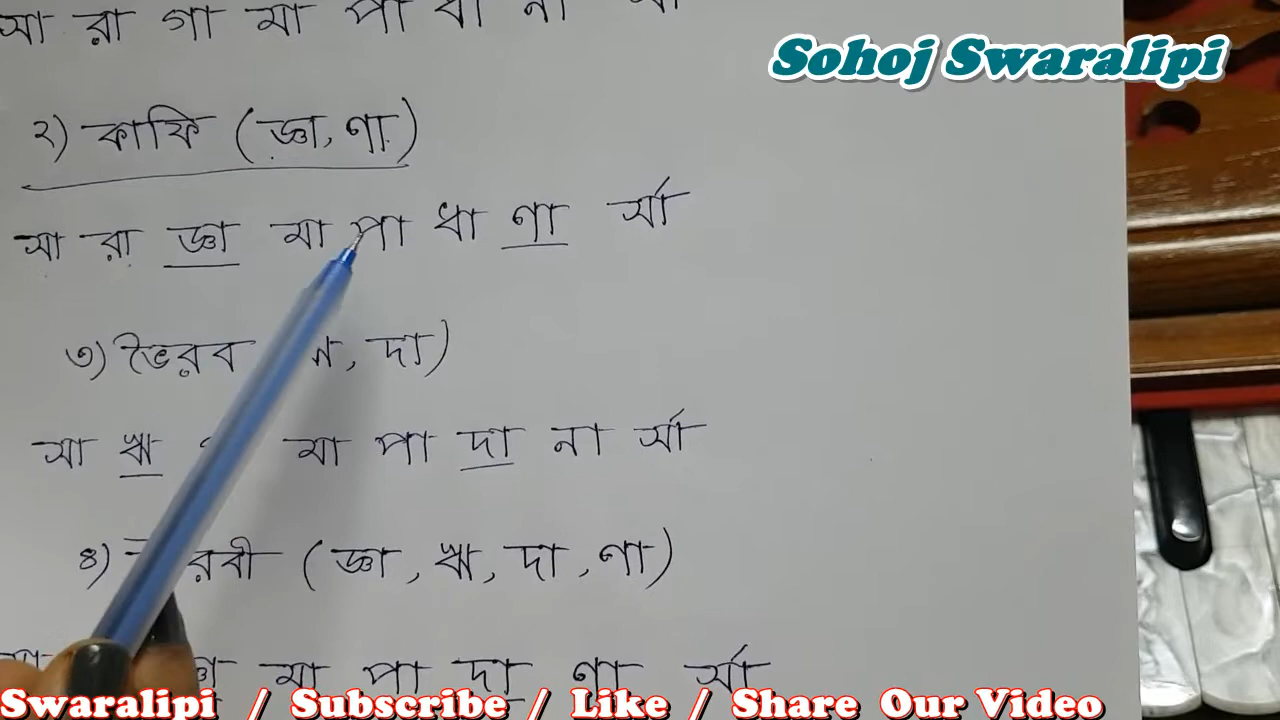 সা রা গা মা পা ধা না র্সা
Sohoj Swaralipi
২) কাফি (জ্ঞা, ণা)
সা রা জ্ঞা মা পা ধা ণা র্সা
৩) ভৈরব দা)
সা ঋা মা পা দা না র্সা
৪) রবী (জ্ঞা, ঋা, দা, ণা)
মা পা দা ণা র্সা
Swaralipi / Subscribe / Like / Share Our Video